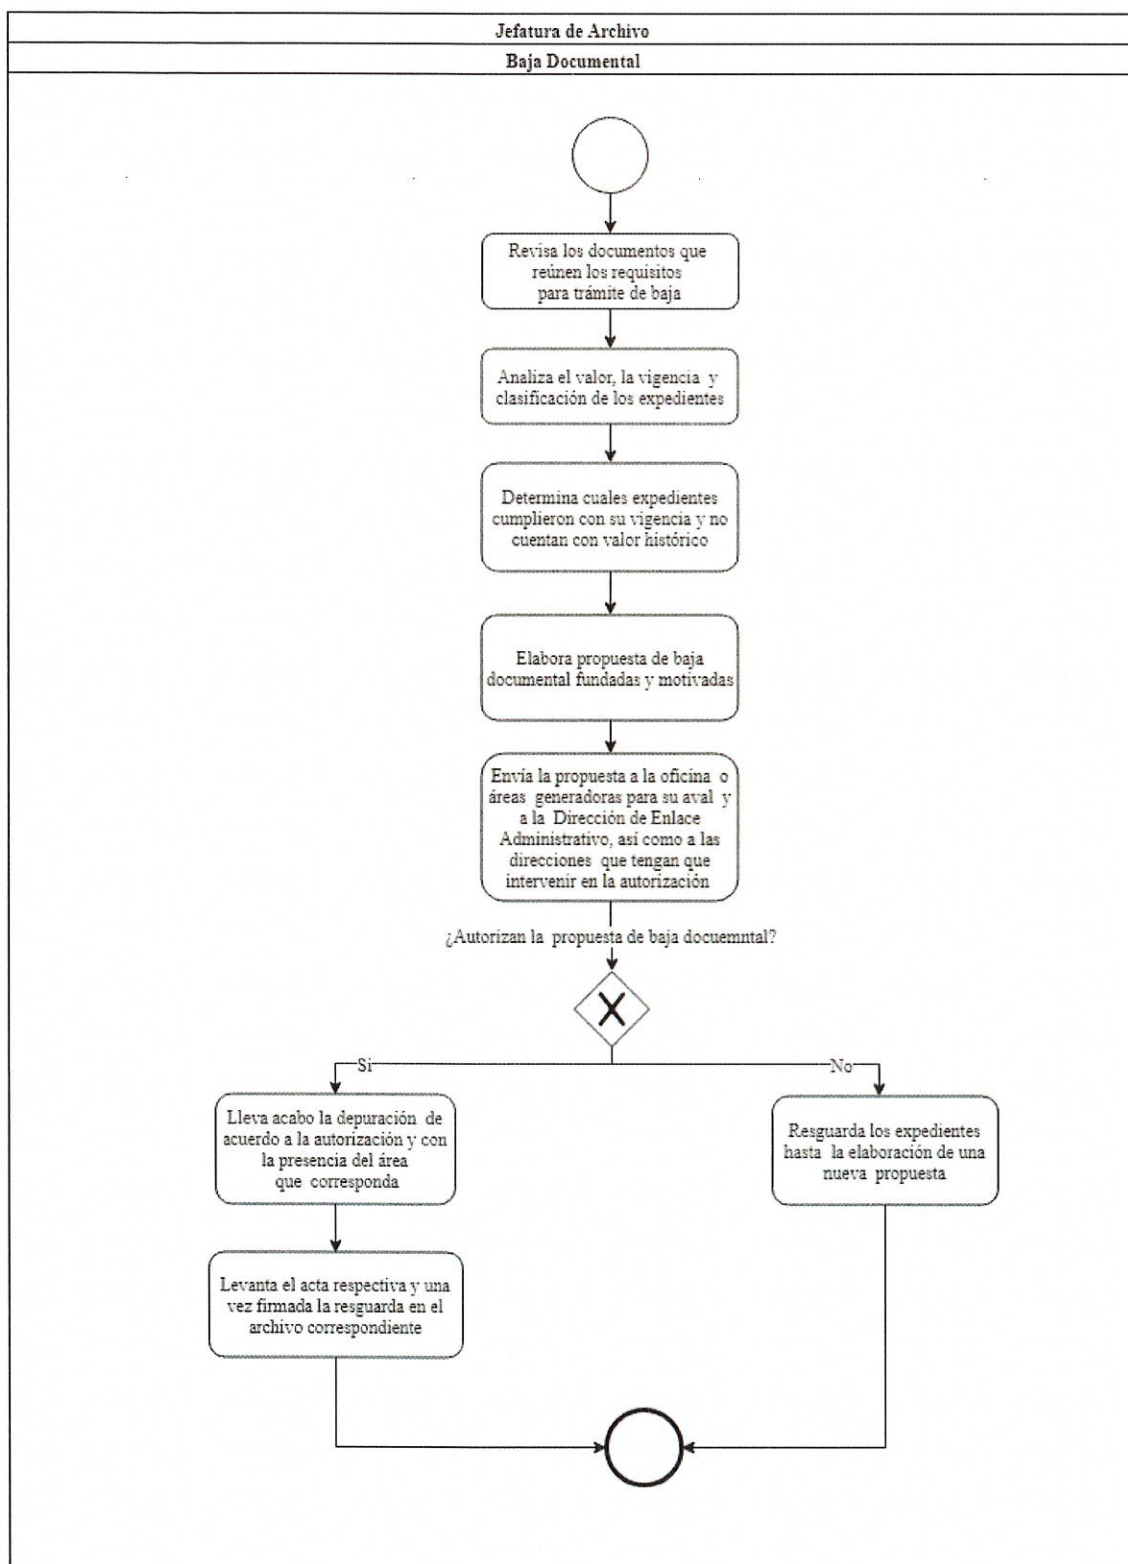 Jefatura de Archivo
Baja Documental
Revisa los documentos que
reúnen los requisitos
para trámite de baja
Analiza el valor, la vigencia y
clasificación de los expedientes
Determina cuales expedientes
cumplieron con su vigencia y no
cuentan con valor histórico
Elabora propuesta de baja
documental fundadas y motivadas
Envía la propuesta a la oficina o
áreas generadoras para su aval y
a la Dirección de Enlace
Administrativo, así como a las
direcciones que tengan que
intervenir en la autorización
¿Autorizan la propuesta de baja docuemntal?
Si
No
Lleva acabo la depuración de
acuerdo a la autorización y con
la presencia del área
que corresponda
Resguarda los expedientes
hasta la elaboración de una
nueva propuesta
Levanta el acta respectiva y una
vez firmada la resguarda en el
archivo correspondiente